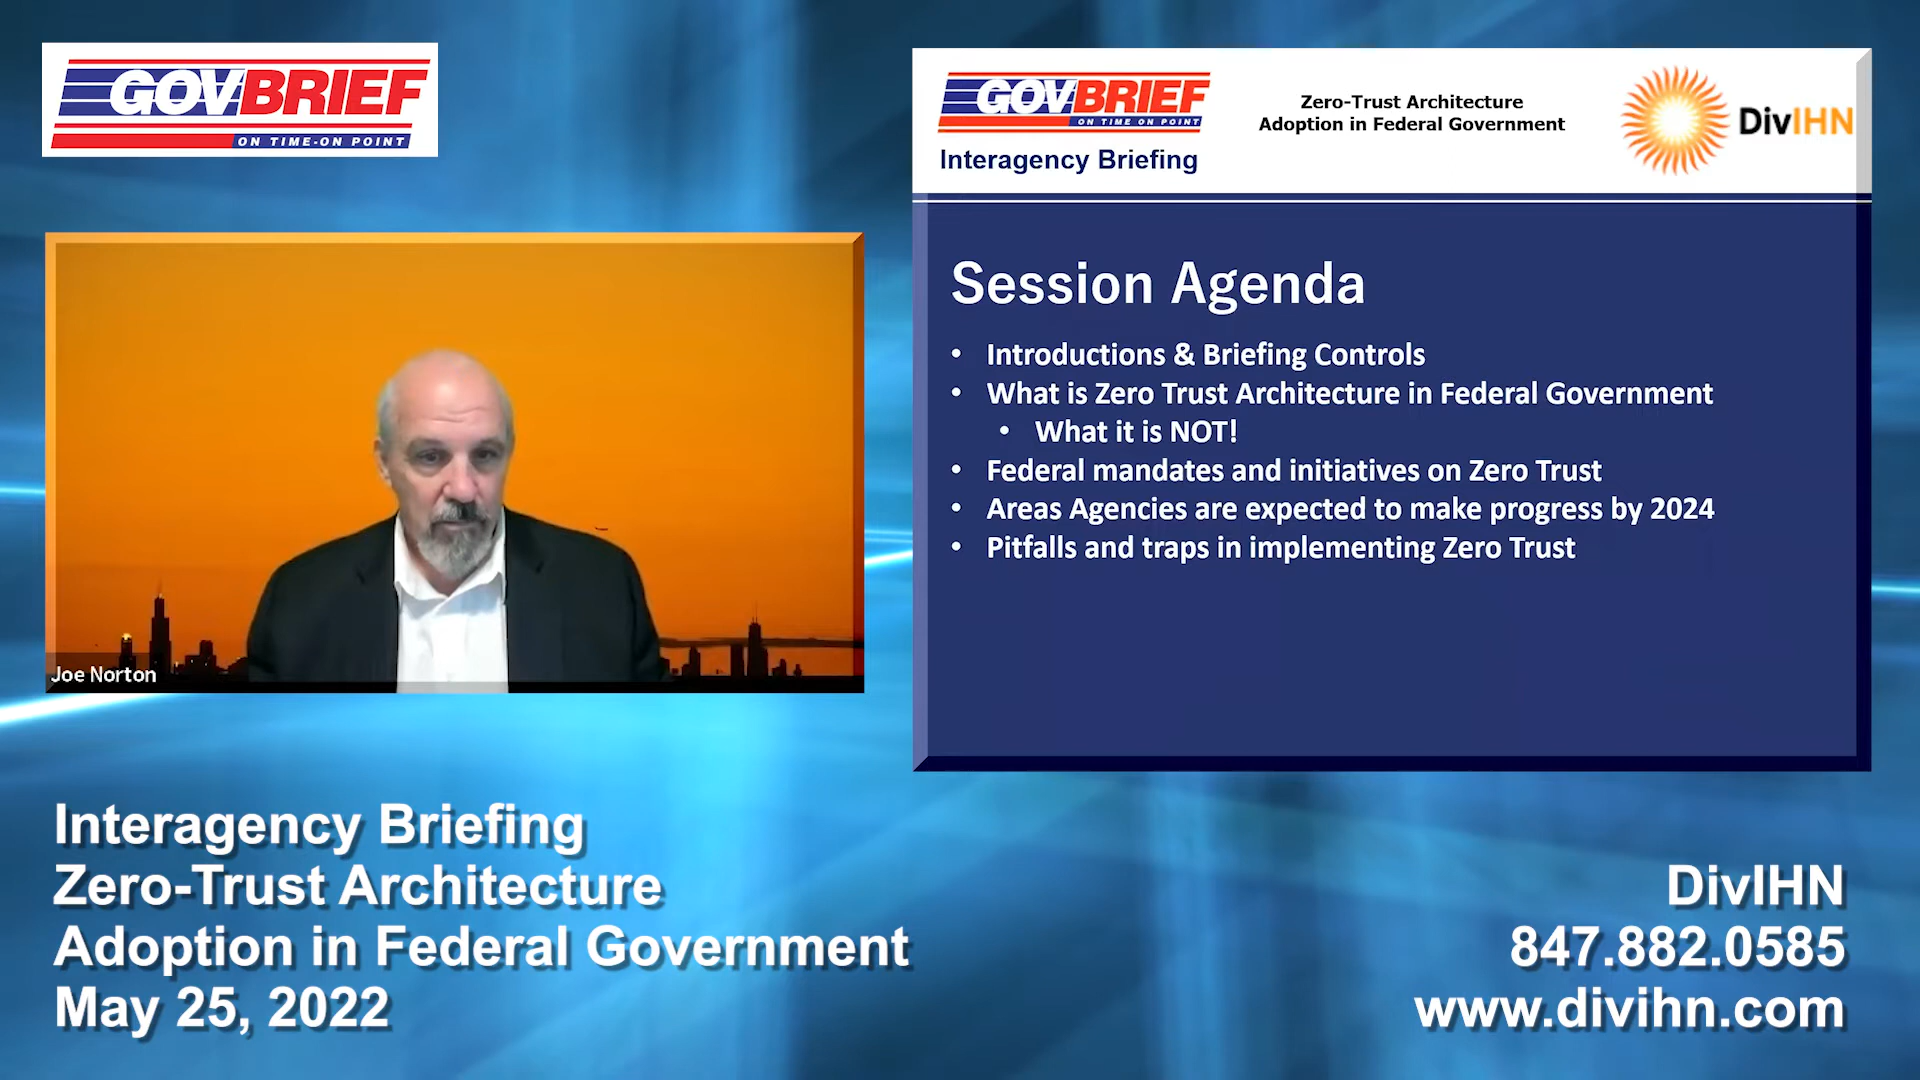 GOVBRIEF
ON TIME-ON POINT
Joe Norton
GOVBRIEF
ON TIME ON POINT
Interagency Briefing
Zero-Trust Architecture
Adoption in Federal Government
DivIHN
Session Agenda
• Introductions & Briefing Controls
• What is Zero Trust Architecture in Federal Government
• What it is NOT!
• Federal mandates and initiatives on Zero Trust
• Areas Agencies are expected to make progress by 2024
• Pitfalls and traps in implementing Zero Trust
Interagency Briefing
Zero-Trust Architecture
Adoption in Federal Government
May 25, 2022
DivIHN
847.882.0585
www.divihn.com